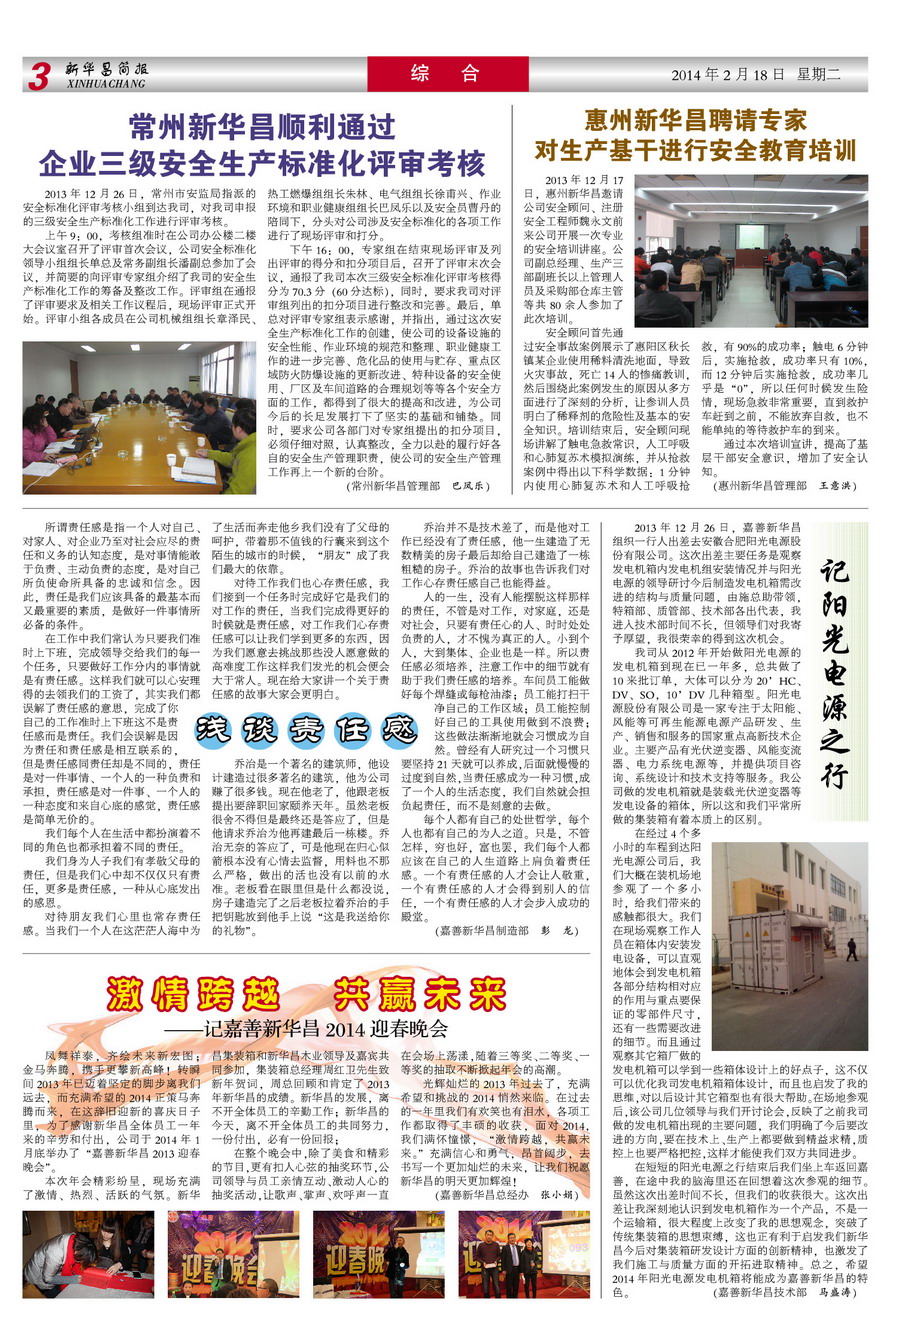 3 新华昌简报
XINHUACHANG
综 合
2014 年 2 月 18 日 星期二
常州新华昌顺利通过
企业三级安全生产标准化评审考核
2013 年 12 月 26 日，常州市安监局指派的
安全标准化评审考核小组到达我司，对我司申报
的三级安全生产标准化工作进行评审考核。
上午 9：00，考核组准时在公司办公楼二楼
大会议室召开了评审首次会议，公司安全标准化
领导小组组长单总及常务副组长潘副总参加了会
议，并简要的向评审专家组介绍了我司的安全生
产标准化工作的筹备及整改工作。评审组在通报
了评审要求及相关工作议程后，现场评审正式开
始。评审小组各成员在公司机械组组长章泽民、
热工燃爆组组长朱林、电气组组长徐甫兴、作业
环境和职业健康组组长巴凤乐以及安全员曹丹的
陪同下，分头对公司涉及安全标准化的各项工作
进行了现场评审和打分。
下午 16：00，专家组在结束现场评审及列
出评审的得分和扣分项目后，召开了评审末次会
议，通报了我司本次三级安全标准化评审考核得
分为 70.3 分（60 分达标），同时，要求我司对评
审组列出的扣分项目进行整改和完善。最后，单
总对评审专家组表示感谢，并指出，通过这次安
全生产标准化工作的创建，使公司的设备设施的
安全性能、作业环境的规范和整理、职业健康工
作的进一步完善、危化品的使用与贮存、重点区
域防火防爆设施的更新改进、特种设备的安全使
用、厂区及车间道路的合理规划等等各个安全方
面的工作，都得到了很大的提高和改进，为公司
今后的长足发展打下了坚实的基础和铺垫。同
时，要求公司各部门对专家组提出的扣分项目，
必须仔细对照，认真整改，全力以赴的履行好各
自的安全生产管理职责，使公司的安全生产管理
工作再上一个新的台阶。
（常州新华昌管理部 巴凤乐）
惠州新华昌聘请专家
对生产基干进行安全教育培训
2013 年 12 月 17
日，惠州新华昌邀请
公司安全顾问、注册
安全工程师魏永文前
来公司开展一次专业
的安全培训讲座。公
司副总经理、生产三
部副班长以上管理人
员及采购部仓库主管
等共 80 余人参加了
此次培训。
安全顾问首先通
过安全事故案例展示了惠阳区秋长
镇某企业使用稀料清洗地面，导致
火灾事故，死亡 14 人的惨痛教训，
然后围绕此案例发生的原因从多方
面进行了深刻的分析，让参训人员
明白了稀释剂的危险性及基本的安
全知识。培训结束后，安全顾问现
场讲解了触电急救常识，人工呼吸
和心肺复苏术模拟演练，并从抢救
案例中得出以下科学数据：1 分钟
内使用心肺复苏术和人工呼吸抢
救，有 90%的成功率；触电 6 分钟
后，实施抢救，成功率只有 10%，
而 12 分钟后实施抢救，成功率几
乎是“0”，所以任何时候发生险
情，现场急救非常重要，直到救护
车赶到之前，不能放弃自救，也不
能单纯的等待救护车的到来。
通过本次培训宣讲，提高了基
层干部安全意识，增加了安全认
知。
（惠州新华昌管理部 王意洪）
所谓责任感是指一个人对自己、
对家人、对企业乃至对社会应尽的责
任和义务的认知态度，是对事情能敢
于负责、主动负责的态度，是对自己
所负使命所具备的忠诚和信念。因
此，责任是我们应该具备的最基本而
又最重要的素质，是做好一件事情所
必备的条件。
在工作中我们常认为只要我们准
时上下班，完成领导交给我们的每一
个任务，只要做好工作分内的事情就
是有责任感。这样我们就可以心安理
得的去领我们的工资了，其实我们都
误解了责任感的意思，完成了你
自己的工作准时上下班这不是责
任感而是责任。我们会误解是因
为责任和责任感是相互联系的，
但是责任感同责任却是不同的，责任
是对一件事情、一个人的一种负责和
承担，责任感是对一件事、一个人的
一种态度和来自心底的感觉，责任感
是简单无价的。
我们每个人在生活中都扮演着不
同的角色也都承担着不同的责任。
我们身为人子我们有孝敬父母的
责任，但是我们心中却不仅仅只有责
任，更多是责任感，一种从心底发出
的感恩。
对待朋友我们心里也常存责任
感。当我们一个人在这茫茫人海中为
了生活而奔走他乡我们没有了父母的
呵护，带着那不值钱的行囊来到这个
陌生的城市的时候，“朋友”成了我
们最大的依靠。
对待工作我们也心存责任感，我
们接到一个任务时完成好它是我们的
对工作的责任，当我们完成得更好的
时候就是责任感，对工作我们心存责
任感可以让我们学到更多的东西，因
为我们愿意去挑战那些没人愿意做的
高难度工作这样我们发光的机会便会
大于常人。现在给大家讲一个关于责
任感的故事大家会更明白。
浅谈责任感
乔治是一个著名的建筑师，他设
计建造过很多著名的建筑，他为公司
赚了很多钱。现在他老了，他跟老板
提出要辞职回家颐养天年。虽然老板
很舍不得但是最终还是答应了，但是
他请求乔治为他再建最后一栋楼。乔
治无奈的答应了，可是他现在归心似
箭根本没有心情去监督，用料也不那
么严格，做出的活也没有以前的水
准。老板看在眼里但是什么都没说，
房子建造完了之后老板拉着乔治的手
把钥匙放到他手上说“这是我送给你
的礼物”。
乔治并不是技术差了，而是他对工
作已经没有了责任感，他一生建造了无
数精美的房子最后却给自己建造了一栋
粗糙的房子。乔治的故事也告诉我们对
工作心存责任感自己也能得益。
人的一生，没有人能摆脱这样那样
的责任，不管是对工作，对家庭，还是
对社会，只要有责任心的人、时时处处
负责的人，才不愧为真正的人。小到个
人，大到集体、企业也是一样。所以责
任感必须培养，注意工作中的细节就有
助于我们责任感的培养。车间员工能做
好每个焊缝或每枪油漆；员工能打扫干
净自己的工作区域；员工能控制
好自己的工具使用做到不浪费；
这些做法渐渐地就会习惯成为自
然。曾经有人研究过一个习惯只
要坚持 21 天就可以养成，后面就慢慢的
过度到自然，当责任感成为一种习惯，成
了一个人的生活态度，我们自然就会担
负起责任，而不是刻意的去做。
每个人都有自己的处世哲学，每个
人也都有自己的为人之道。只是，不管
怎样，穷也好，富也罢，我们每个人都
应该在自己的人生道路上肩负着责任
感。一个有责任感的人才会让人敬重，
一个有责任感的人才会得到别人的信
任，一个有责任感的人才会步入成功的
殿堂。
（嘉善新华昌制造部 彭 龙）
记阳光电源之行
2013 年 12 月 26 日，嘉善新华昌
组织一行人出差去安徽合肥阳光电源股
份有限公司。这次出差主要任务是观察
发电机箱内发电机组安装情况并与阳光
电源的领导研讨今后制造发电机箱需改
进的结构与质量问题，由施总助带领，
特箱部、质管部、技术部各出代表，我
进入技术部时间不长，但领导们对我寄
予厚望，我很荣幸的得到这次机会。
我司从 2012 年开始做阳光电源的
发电机箱到现在已一年多，总共做了
10 来批订单，大体可以分为 20’HC、
DV、SO，10’DV 几种箱型。阳光电
源股份有限公司是一家专注于太阳能、
风能等可再生能源电源产品研发、生
产、销售和服务的国家重点高新技术企
业。主要产品有光伏逆变器、风能变流
器、电力系统电源等，并提供项目咨
询、系统设计和技术支持等服务。我公
司做的发电机箱就是装载光伏逆变器等
发电设备的箱体，所以这和我们平常所
做的集装箱有着本质上的区别。
在经过 4 个多
小时的车程到达阳
光电源公司后，我
们大概在装机场地
参观了一个多小
时，给我们带来的
感触都很大。我们
在现场观察工作人
员在箱体内安装发
电设备，可以直观
地体会到发电机箱
各部分结构相对应
的作用与重点要保
证的零部件尺寸，
还有一些需要改进
的细节。而且通过
观察其它箱厂做的
发电机箱可以学到一些箱体设计上的好点子，这不仅
可以优化我司发电机箱箱体设计，而且也启发了我的
思维，对以后设计其它箱型也有很大帮助。在场地参观
后，该公司几位领导与我们开讨论会，反映了之前我司
做的发电机箱出现的主要问题，我们明确了今后要改
进的方向，要在技术上、生产上都要做到精益求精，质
控上也要严格把控，这样才能使我们双方共同进步。
在短短的阳光电源之行结束后我们坐上车返回嘉
善，在途中我的脑海里还在回想着这次参观的细节。
虽然这次出差时间不长，但我们的收获很大。这次出
差让我深刻地认识到发电机箱作为一个产品，不是一
个运输箱，很大程度上改变了我的思想观念，突破了
传统集装箱的思想束缚，这也正有利于启发我们新华
昌今后对集装箱研发设计方面的创新精神，也激发了
我们施工与质量方面的开拓进取精神。总之，希望
2014 年阳光电源发电机箱将能成为嘉善新华昌的特
色。 （嘉善新华昌技术部 马盛涛）
激情跨越 共赢未来
——记嘉善新华昌 2014 迎春晚会
凤舞祥泰，齐绘未来新宏图；
金马奔腾，携手更攀新高峰！转瞬
间 2013 年已迈着坚定的脚步离我们
远去，而充满希望的 2014 正策马奔
腾而来，在这辞旧迎新的喜庆日子
里，为了感谢新华昌全体员工一年
来的辛劳和付出，公司于 2014 年 1
月底举办了“嘉善新华昌 2013 迎春
晚会”。
本次年会精彩纷呈，现场充满
了激情、热烈、活跃的气氛。新华
昌集装箱和新华昌木业领导及嘉宾共
同参加，集装箱总经理周红卫先生致
新年贺词，周总回顾和肯定了 2013
年新华昌的成绩。新华昌的发展，离
不开全体员工的辛勤工作；新华昌的
今天，离不开全体员工的共同努力，
一份付出，必有一份回报；
在整个晚会中，除了美食和精彩
的节目，更有扣人心弦的抽奖环节，公
司领导与员工亲情互动、激动人心的
抽奖活动，让歌声、掌声、欢呼声一直
在会场上荡漾，随着三等奖、二等奖、一
等奖的抽取不断掀起年会的高潮。
光辉灿烂的 2013 年过去了，充满
希望和挑战的 2014 悄然来临。在过去
的一年里我们有欢笑也有泪水，各项工
作都取得了丰硕的收获，面对 2014，
我们满怀憧憬，“激情跨越，共赢未
来。”充满信心和勇气，昂首阔步，去
书写一个更加灿烂的未来，让我们祝愿
新华昌的明天更加辉煌！
（嘉善新华昌总经办 张小娟）
2014
迎春晚会
2014
迎春晚
2014
093